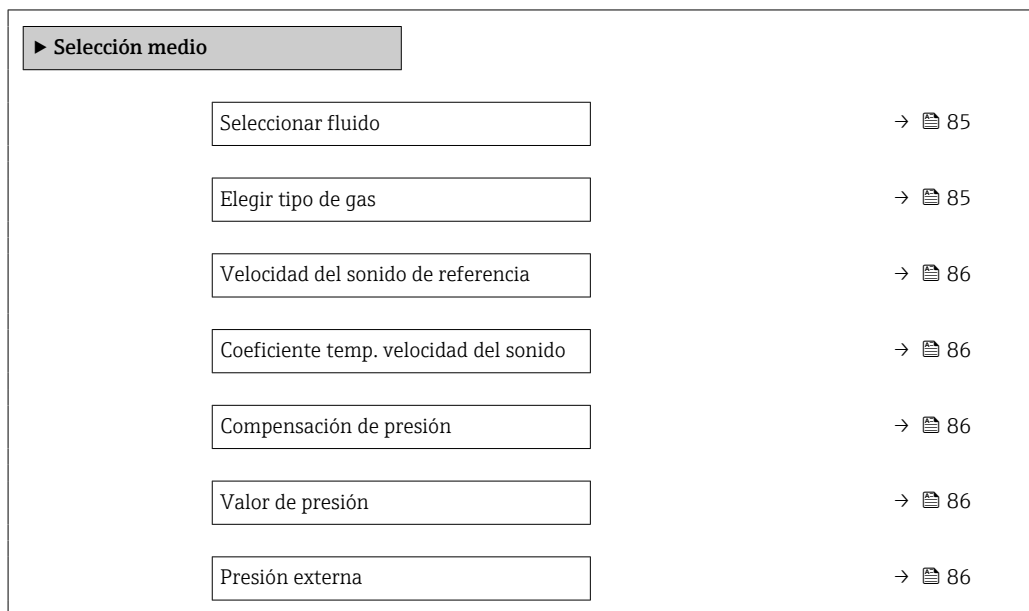 ▶ Selección medio
Seleccionar fluido → 85
Elegir tipo de gas → 85
Velocidad del sonido de referencia → 86
Coeficiente temp. velocidad del sonido → 86
Compensación de presión → 86
Valor de presión → 86
Presión externa → 86